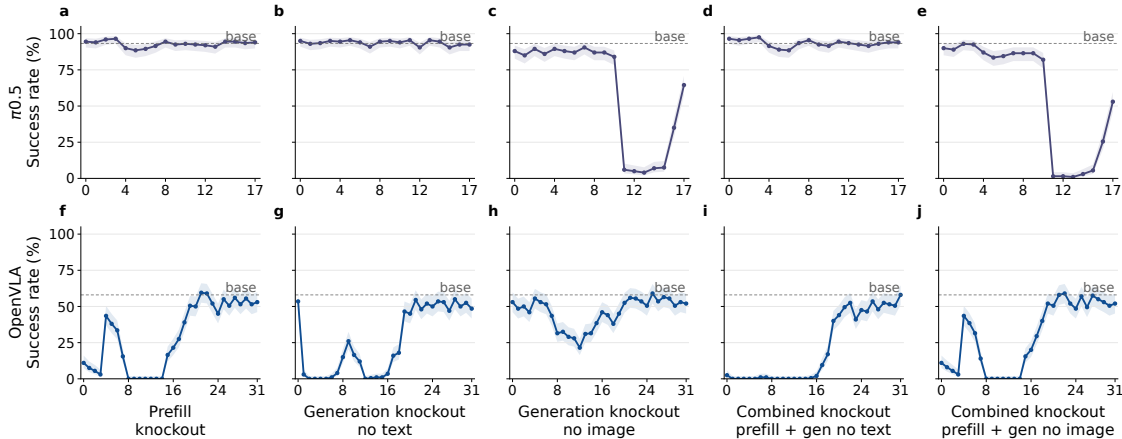 a b c d e
π0.5
Success rate (%)
100
75
50
25
0
base base base base base
0 4 8 12 17 0 4 8 12 17 0 4 8 12 17 0 4 8 12 17 0 4 8 12 17
f g h i j
OpenVLA
Success rate (%)
100
75
50
25
0
base base base base base
0 8 16 24 31 0 8 16 24 31 0 8 16 24 31 0 8 16 24 31 0 8 16 24 31
Prefill
knockout
Generation knockout
no text
Generation knockout
no image
Combined knockout
prefill + gen no text
Combined knockout
prefill + gen no image